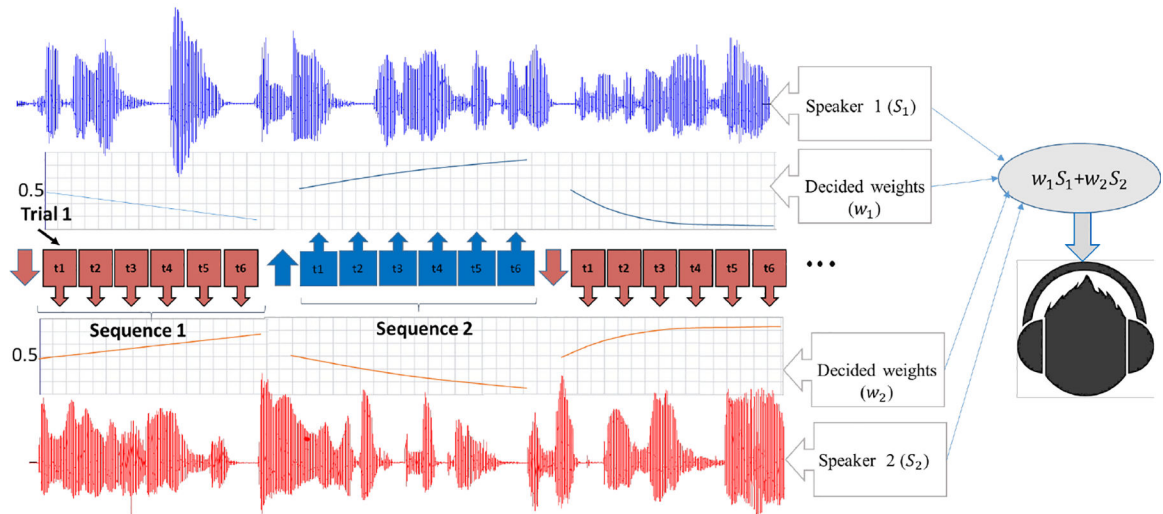 Speaker 1 (S₁)
0.5
Decided weights
(w₁)
w₁S₁+w₂S₂
Trial 1
t1 t2 t3 t4 t5 t6 t1 t2 t3 t4 t5 t6 t1 t2 t3 t4 t5 t6 •••
Sequence 1 Sequence 2
0.5
Decided weights
(w₂)
Speaker 2 (S₂)